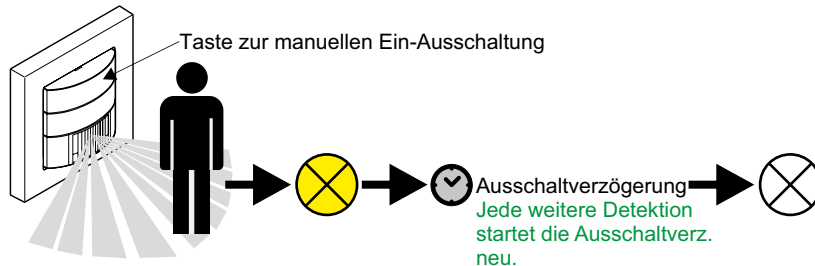 Taste zur manuellen Ein-Ausschaltung
Ausschaltverzögerung
Jede weitere Detektion
startet die Ausschaltverz.
neu.